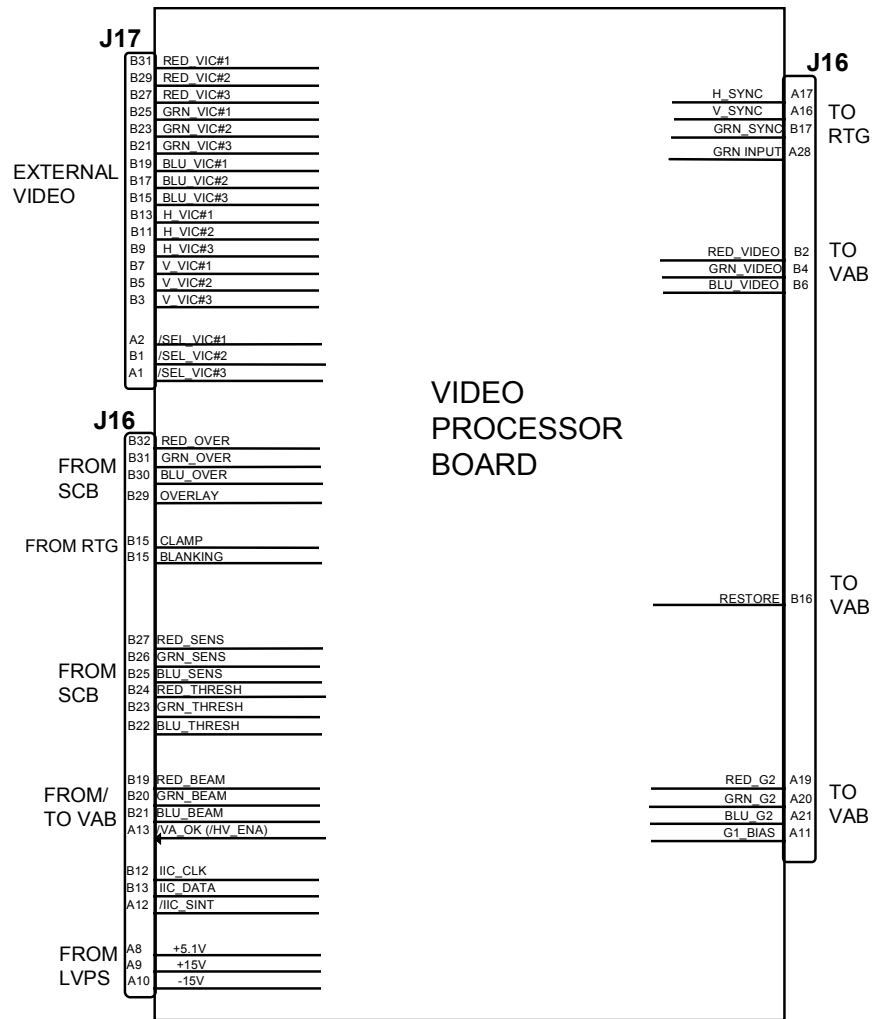 J17
B31 RED_VIC#1
B29 RED_VIC#2
B27 RED_VIC#3
B25 GRN_VIC#1
B23 GRN_VIC#2
B21 GRN_VIC#3
B19 BLU_VIC#1
B17 BLU_VIC#2
B15 BLU_VIC#3
B13 H_VIC#1
B11 H_VIC#2
B9 H_VIC#3
B7 V_VIC#1
B5 V_VIC#2
B3 V_VIC#3
A2 /SEL_VIC#1
B1 /SEL_VIC#2
A1 /SEL_VIC#3
EXTERNAL
VIDEO
J16
B32 RED_OVER
B31 GRN_OVER
B30 BLU_OVER
B29 OVERLAY
FROM
SCB
FROM RTG
B15 CLAMP
B15 BLANKING
B27 RED_SENS
B26 GRN_SENS
B25 BLU_SENS
B24 RED_THRESH
B23 GRN_THRESH
B22 BLU_THRESH
FROM
SCB
B19 RED_BEAM
B20 GRN_BEAM
B21 BLU_BEAM
A13 /VA_OK (/HV_ENA)
FROM/
TO VAB
B12 IIC_CLK
B13 IIC_DATA
A12 /IIC_SINT
A8 +5.1V
A9 +15V
A10 -15V
FROM
LVPS
VIDEO
PROCESSOR
BOARD
J16
H_SYNC A17
V_SYNC A16
GRN_SYNC B17
GRN INPUT A28
TO
RTG
RED_VIDEO B2
GRN_VIDEO B4
BLU_VIDEO B6
TO
VAB
RESTORE B16
TO
VAB
RED_G2 A19
GRN_G2 A20
BLU_G2 A21
G1_BIAS A11
TO
VAB